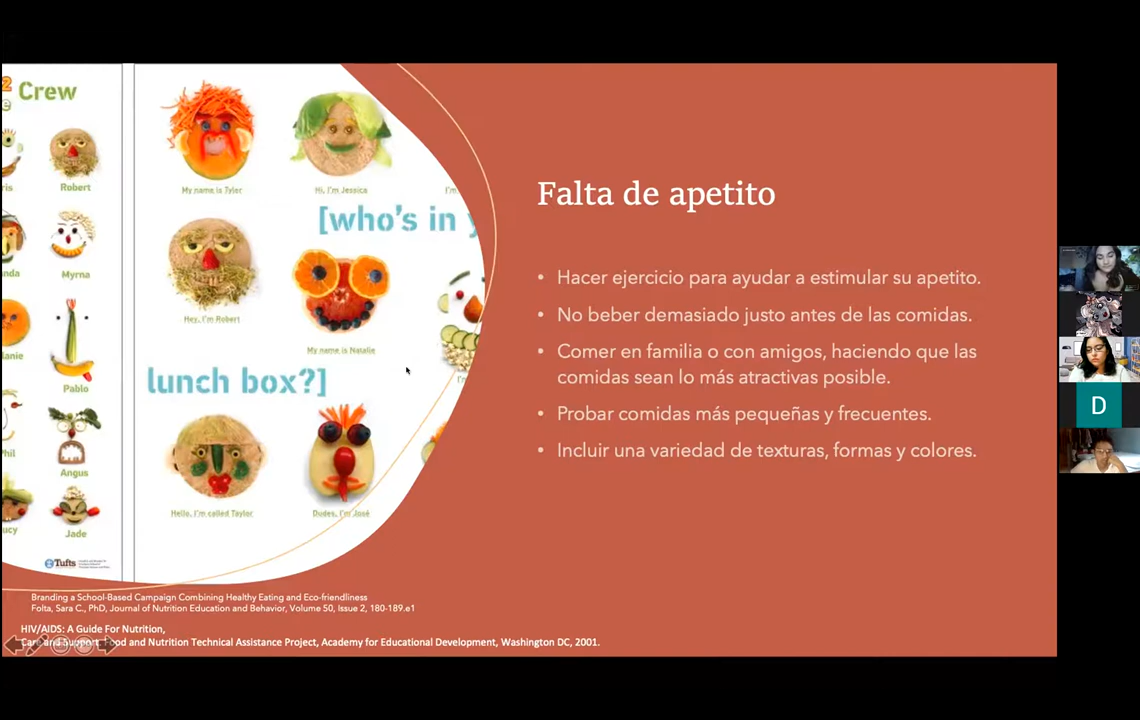 Crew
Robert
Myrna
Pablo
Angus
Jade
Tufts
My name is Tyler
Hi, I'm Jessica
I'm
[who's in
Hey, I'm Robert
My name is Natalie
lunch box?]
Hello, I'm called Taylor
Dudes, I'm José
Falta de apetito
• Hacer ejercicio para ayudar a estimular su apetito.
• No beber demasiado justo antes de las comidas.
• Comer en familia o con amigos, haciendo que las
comidas sean lo más atractivas posible.
• Probar comidas más pequeñas y frecuentes.
• Incluir una variedad de texturas, formas y colores.
Branding a School-Based Campaign Combining Healthy Eating and Eco-friendliness
Folta, Sara C., PhD, Journal of Nutrition Education and Behavior, Volume 50, Issue 2, 180-189.e1
HIV/AIDS: A Guide For Nutrition,
Care and Support. Food and Nutrition Technical Assistance Project, Academy for Educational Development, Washington DC, 2001.
D